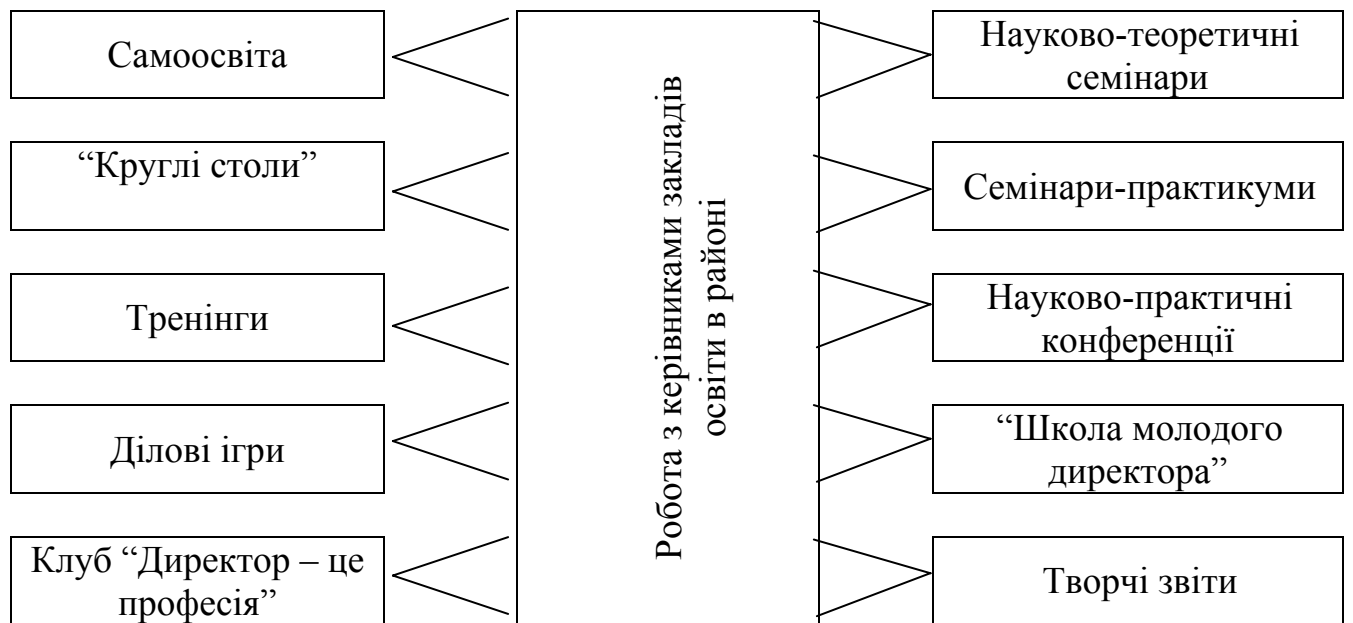 Самоосвіта
“Круглі столи”
Тренінги
Ділові ігри
Клуб “Директор – це
професія”
Робота з керівниками закладів
освіти в районі
Науково-теоретичні
семінари
Семінари-практикуми
Науково-практичні
конференції
“Школа молодого
директора”
Творчі звіти